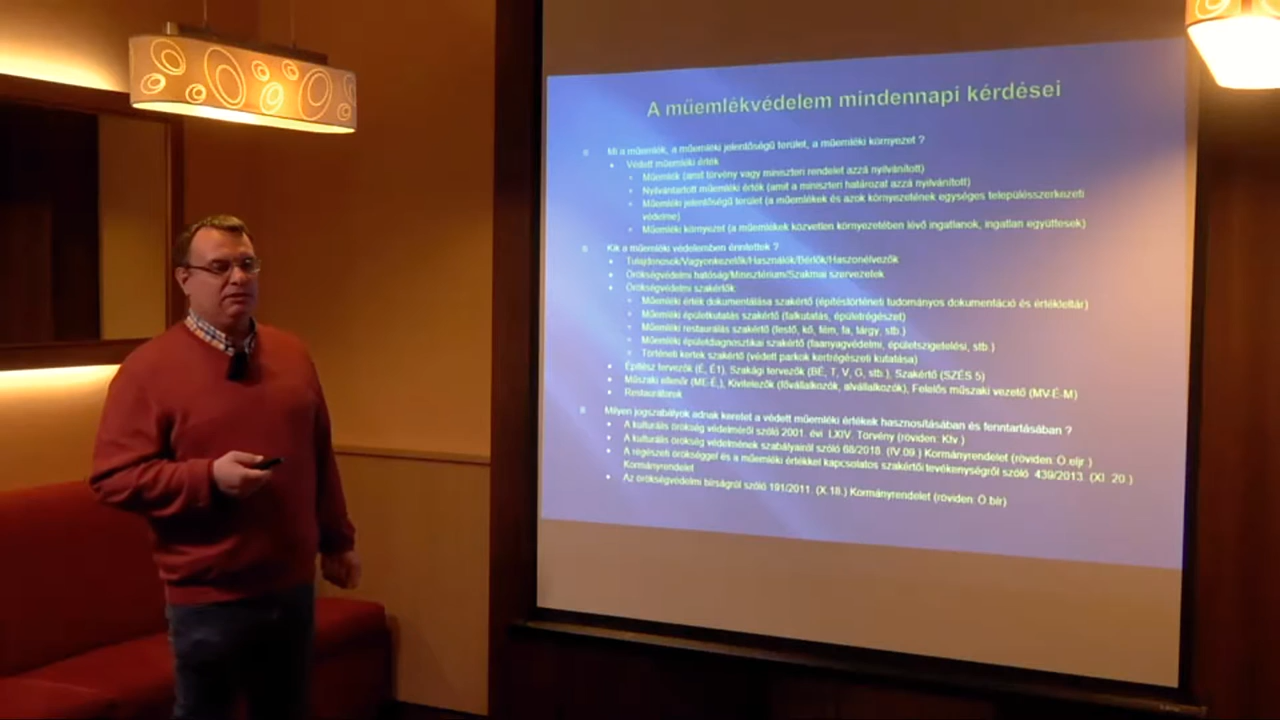 A műemlékvédelem mindennapi kérdései
Mi a műemlék, a műemléki jelentőségű terület, a műemléki környezet ?
Védett műemléki érték
Műemlék (amit törvény vagy miniszteri rendelet azzá nyilvánított)
Nyilvántartott műemléki érték (amit a miniszteri határozat azzá nyilvánított)
Műemléki jelentőségű terület (a műemlékek és azok környezetének egységes településszerkezeti
védelme)
Műemléki környezet (a műemlékek közvetlen környezetében lévő ingatlanok, ingatlan együttesek)
Kik a műemléki védelemben érintettek ?
Tulajdonosok/Vagyonkezelők/Használók/Bérlők/Haszonélvezők
Örökségvédelmi hatóság/Minisztérium/Szakmai szervezetek
Örökségvédelmi szakértők:
Műemléki érték dokumentálása szakértő (építéstörténeti tudományos dokumentáció és értékleltár)
Műemléki épületkutatás szakértő (falkutatás, épületrégészet)
Műemléki restaurálás szakértő (festő, kő, fém, fa, tárgy, stb.)
Műemléki épületdiagnosztikai szakértő (faanyagvédelmi, épületszigetelési, stb.)
Történeti kertek szakértő (védett parkok kertrégészeti kutatása)
Építész tervezők (É, É1), Szakági tervezők (BÉ, T, V, G, stb.), Szakértő (SZÉS 5)
Műszaki ellenőr (ME-É,), Kivitelezők (fővállalkozók, alvállalkozók), Felelős műszaki vezető (MV-É-M)
Restaurátorok
Milyen jogszabályok adnak keretet a védett műemléki értékek hasznosításában és fenntartásában ?
A kulturális örökség védelméről szóló 2001. évi LXIV. Törvény (röviden: Ktv.)
A kulturális örökség védelmének szabályairól szóló 68/2018. (IV.09.) Kormányrendelet (röviden: Ö.eljr.)
A régészeti örökséggel és a műemléki értékkel kapcsolatos szakértői tevékenységről szóló 439/2013. (XI. 20.)
Kormányrendelet
Az örökségvédelmi bírságról szóló 191/2011. (X.18.) Kormányrendelet (röviden: Ö.bír)